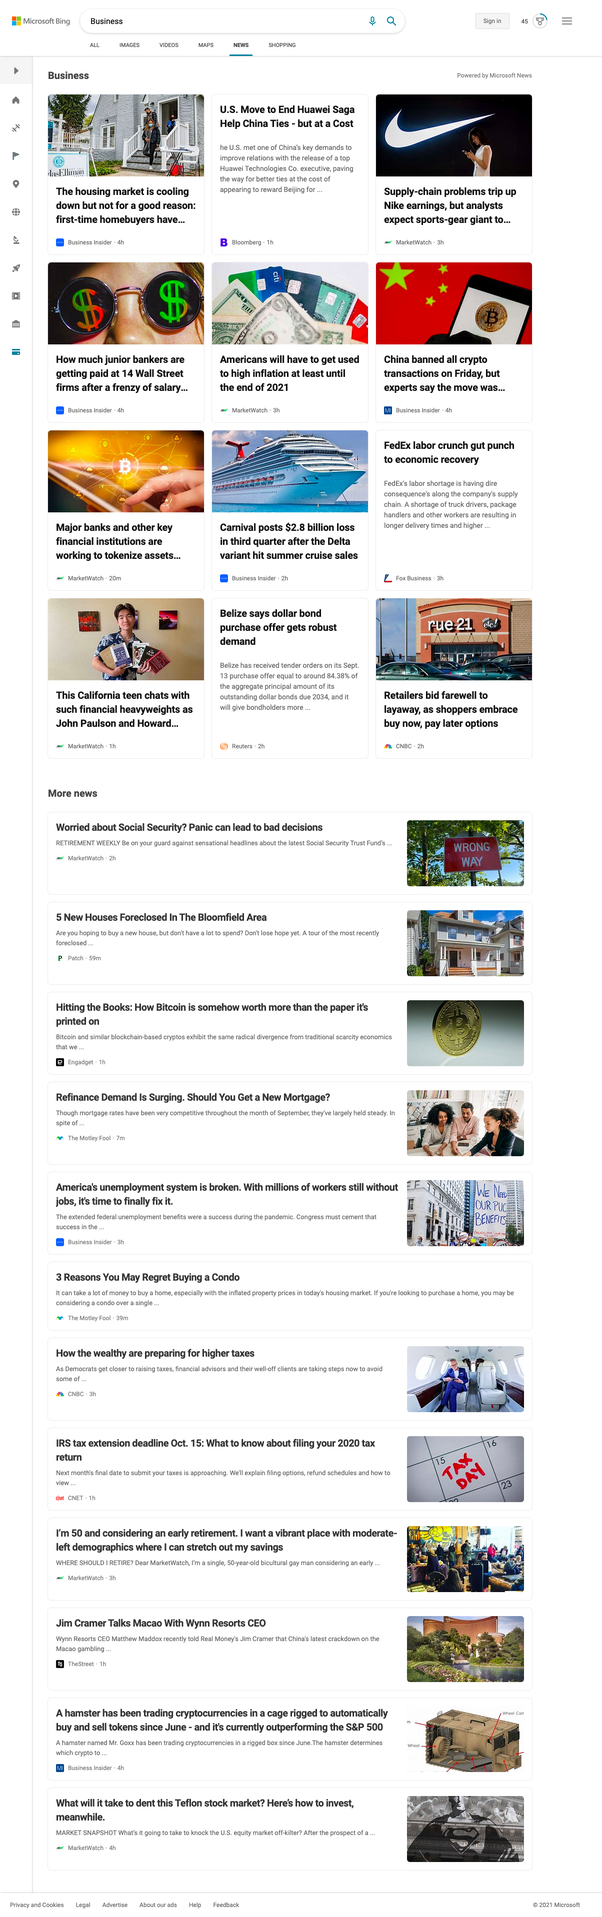 Microsoft Bing
Business
Sign in
45
ALL IMAGES VIDEOS MAPS NEWS SHOPPING
Business
Powered by Microsoft News
The housing market is cooling
down but not for a good reason:
first-time homebuyers have...
Business Insider · 4h
U.S. Move to End Huawei Saga
Help China Ties - but at a Cost
he U.S. met one of China's key demands to
improve relations with the release of a top
Huawei Technologies Co. executive, paving
the way for better ties at the cost of
appearing to reward Beijing for ...
Bloomberg · 1h
Supply-chain problems trip up
Nike earnings, but analysts
expect sports-gear giant to...
MarketWatch · 3h
How much junior bankers are
getting paid at 14 Wall Street
firms after a frenzy of salary...
Business Insider · 4h
citi
Americans will have to get used
to high inflation at least until
the end of 2021
MarketWatch · 3h
China banned all crypto
transactions on Friday, but
experts say the move was...
Business Insider · 4h
Major banks and other key
financial institutions are
working to tokenize assets...
MarketWatch · 20m
Carnival posts $2.8 billion loss
in third quarter after the Delta
variant hit summer cruise sales
Business Insider · 2h
FedEx labor crunch gut punch
to economic recovery
FedEx's labor shortage is having dire
consequence's along the company's supply
chain. A shortage of truck drivers, package
handlers and other workers are resulting in
longer delivery times and higher ...
Fox Business · 3h
This California teen chats with
such financial heavyweights as
John Paulson and Howard...
MarketWatch · 1h
Belize says dollar bond
purchase offer gets robust
demand
Belize has received tender orders on its Sept.
13 purchase offer equal to around 84.38% of
the aggregate principal amount of its
outstanding dollar bonds due 2034, and it
will give bondholders more ...
Reuters · 2h
rue21 etc!
Retailers bid farewell to
layaway, as shoppers embrace
buy now, pay later options
CNBC · 2h
More news
Worried about Social Security? Panic can lead to bad decisions
RETIREMENT WEEKLY Be on your guard against sensational headlines about the latest Social Security Trust Fund's ...
MarketWatch · 2h
WRONG
WAY
5 New Houses Foreclosed In The Bloomfield Area
Are you hoping to buy a new house, but don't have a lot to spend? Don't lose hope yet. A tour of the most recently
foreclosed ...
Patch · 59m
Hitting the Books: How Bitcoin is somehow worth more than the paper it's
printed on
Bitcoin and similar blockchain-based cryptos exhibit the same radical divergence from traditional scarcity economics
that we ...
Engadget · 1h
Refinance Demand Is Surging. Should You Get a New Mortgage?
Though mortgage rates have been very competitive throughout the month of September, they've largely held steady. In
spite of ...
The Motley Fool · 7m
America's unemployment system is broken. With millions of workers still without
jobs, it's time to finally fix it.
The extended federal unemployment benefits were a success during the pandemic. Congress must cement that
success in the ...
Business Insider · 3h
WE NEED
OUR PUC
BENEFITS
3 Reasons You May Regret Buying a Condo
It can take a lot of money to buy a home, especially with the inflated property prices in today's housing market. If you're looking to purchase a home, you may be
considering a condo over a single ...
The Motley Fool · 39m
How the wealthy are preparing for higher taxes
As Democrats get closer to raising taxes, financial advisors and their well-off clients are taking steps now to avoid
some of ...
CNBC · 3h
IRS tax extension deadline Oct. 15: What to know about filing your 2020 tax
return
Next month's final date to submit your taxes is approaching. We'll explain filing options, refund schedules and how to
view ...
CNET · 1h
15
16
TAX
DAY
22
23
I'm 50 and considering an early retirement. I want a vibrant place with moderate-
left demographics where I can stretch out my savings
WHERE SHOULD I RETIRE? Dear MarketWatch, I'm a single, 50-year-old bicultural gay man considering an early ...
MarketWatch · 3h
Jim Cramer Talks Macao With Wynn Resorts CEO
Wynn Resorts CEO Matthew Maddox recently told Real Money's Jim Cramer that China's latest crackdown on the
Macao gambling ...
TheStreet · 1h
A hamster has been trading cryptocurrencies in a cage rigged to automatically
buy and sell tokens since June - and it's currently outperforming the S&P 500
A hamster named Mr. Goxx has been trading cryptocurrencies in a rigged box since June.The hamster determines
which crypto to ...
Business Insider · 4h
Wheel Cam
Wheel
What will it take to dent this Teflon stock market? Here's how to invest,
meanwhile.
MARKET SNAPSHOT What's it going to take to knock the U.S. equity market off-kilter? After the prospect of a ...
MarketWatch · 4h
Privacy and Cookies Legal Advertise About our ads Help Feedback
© 2021 Microsoft